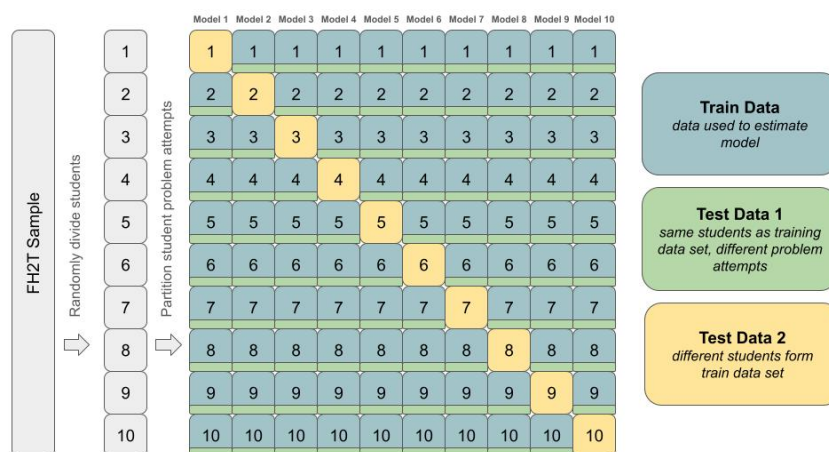 Model 1 Model 2 Model 3 Model 4 Model 5 Model 6 Model 7 Model 8 Model 9 Model 10
FH2T Sample
Randomly divide students
Partition student problem attempts
1 1 1 1 1 1 1 1 1 1 1
2 2 2 2 2 2 2 2 2 2 2
3 3 3 3 3 3 3 3 3 3 3
4 4 4 4 4 4 4 4 4 4 4
5 5 5 5 5 5 5 5 5 5 5
6 6 6 6 6 6 6 6 6 6 6
7 7 7 7 7 7 7 7 7 7 7
8 8 8 8 8 8 8 8 8 8 8
9 9 9 9 9 9 9 9 9 9 9
10 10 10 10 10 10 10 10 10 10 10
Train Data
data used to estimate
model
Test Data 1
same students as training
data set, different problem
attempts
Test Data 2
different students form
train data set